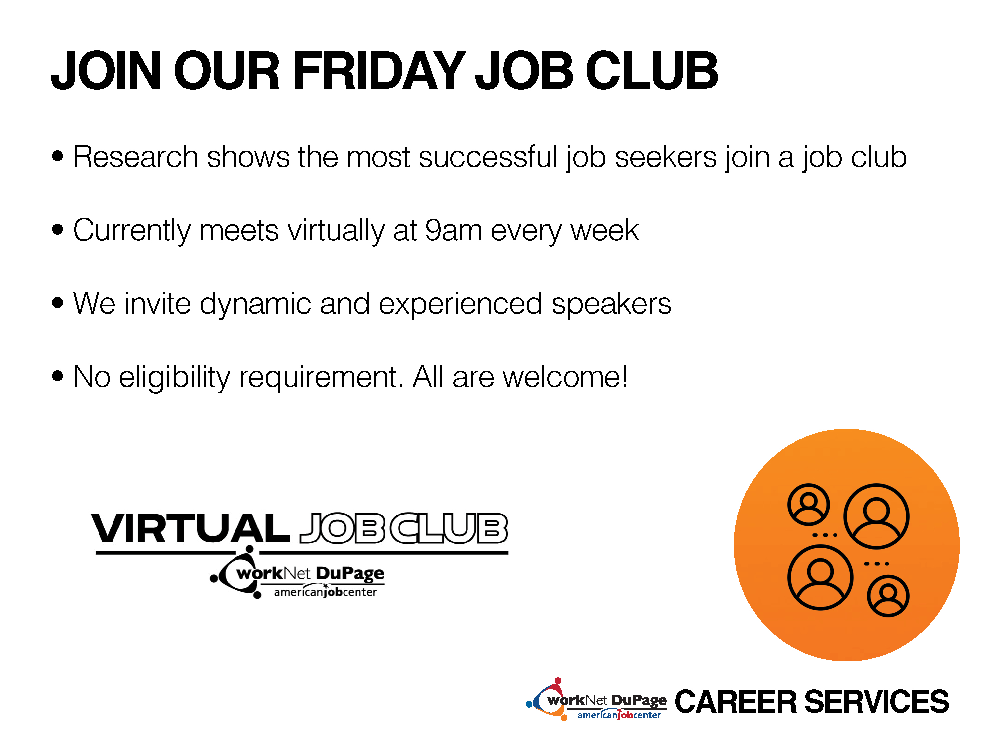 JOIN OUR FRIDAY JOB CLUB
• Research shows the most successful job seekers join a job club
• Currently meets virtually at 9am every week
• We invite dynamic and experienced speakers
• No eligibility requirement. All are welcome!
VIRTUAL JOB CLUB
workNet DuPage
americanjobcenter
workNet DuPage CAREER SERVICES
americanjobcenter